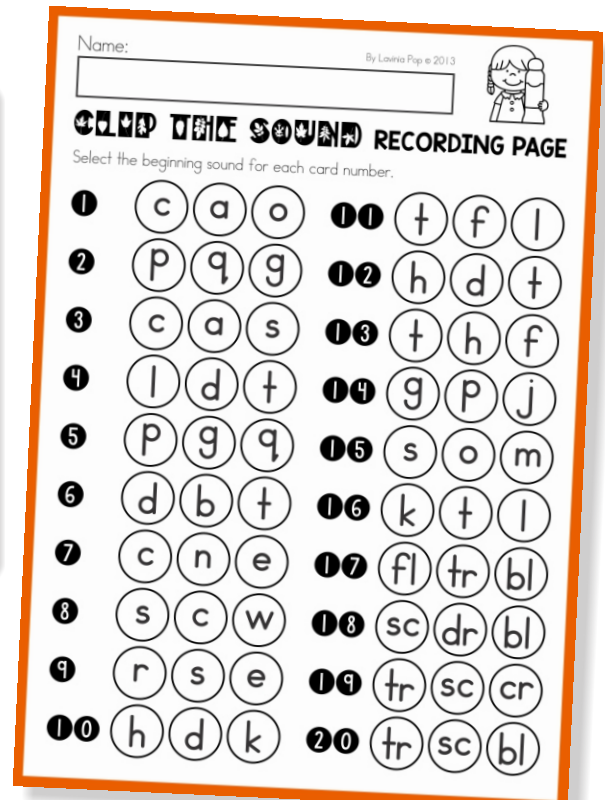 Name:
By Lavinia Pop © 2013
CLIP THE SOUND RECORDING PAGE
Select the beginning sound for each card number.
1 c a o
2 p q g
3 c a s
4 l d t
5 p g q
6 d b t
7 c n e
8 s c w
9 r s e
10 h d k
11 t f l
12 h d t
13 t h f
14 g p j
15 s o m
16 k t l
17 fl tr bl
18 sc dr bl
19 tr sc cr
20 tr sc bl